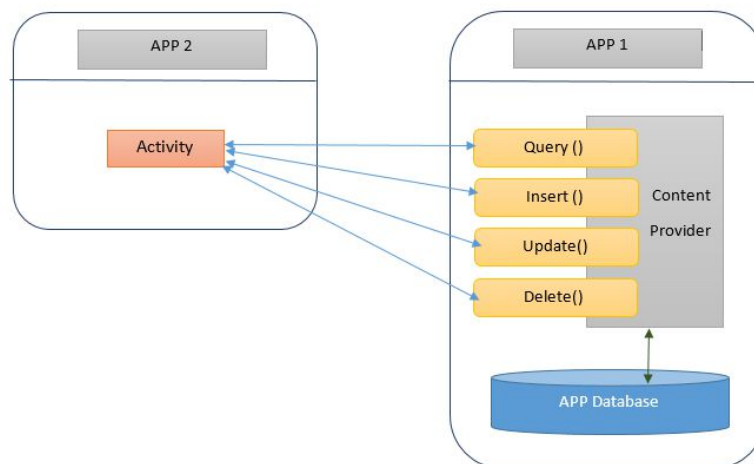 APP 2
APP 1
Activity
Query ()
Insert ()
Update()
Delete()
Content
Provider
APP Database